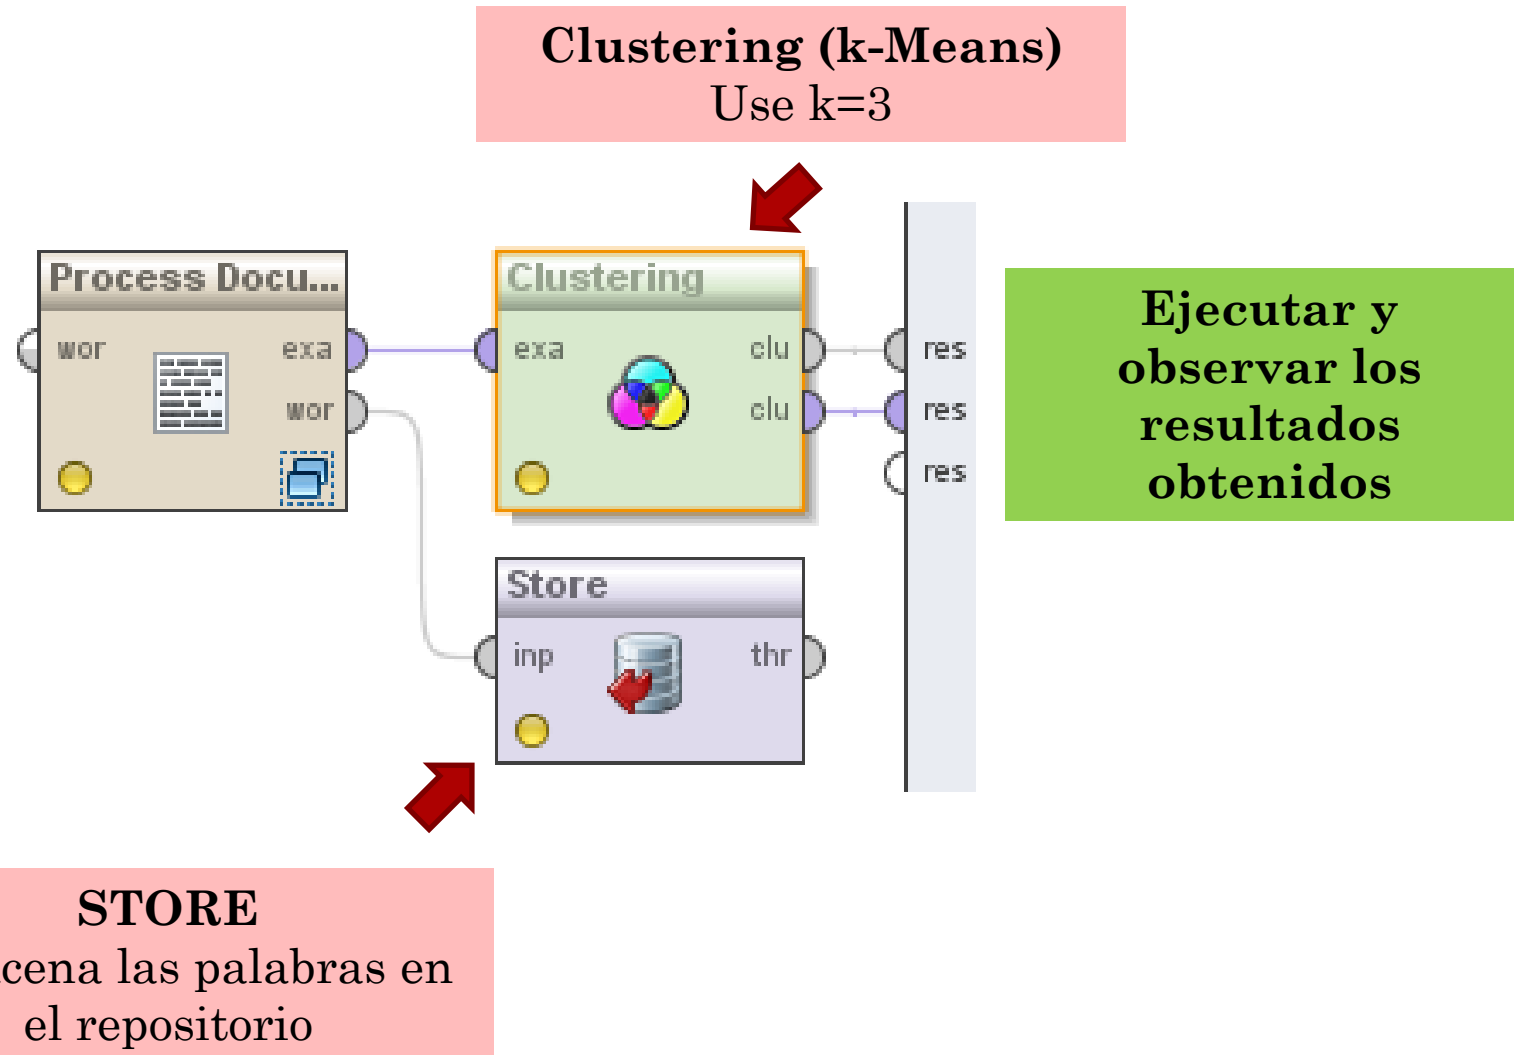 Clustering (k-Means)
Use k=3
Process Docu...
wor
exa
wor
Clustering
exa
clu
clu
res
res
res
Ejecutar y
observar los
resultados
obtenidos
Store
inp
thr
STORE
cena las palabras en
el repositorio